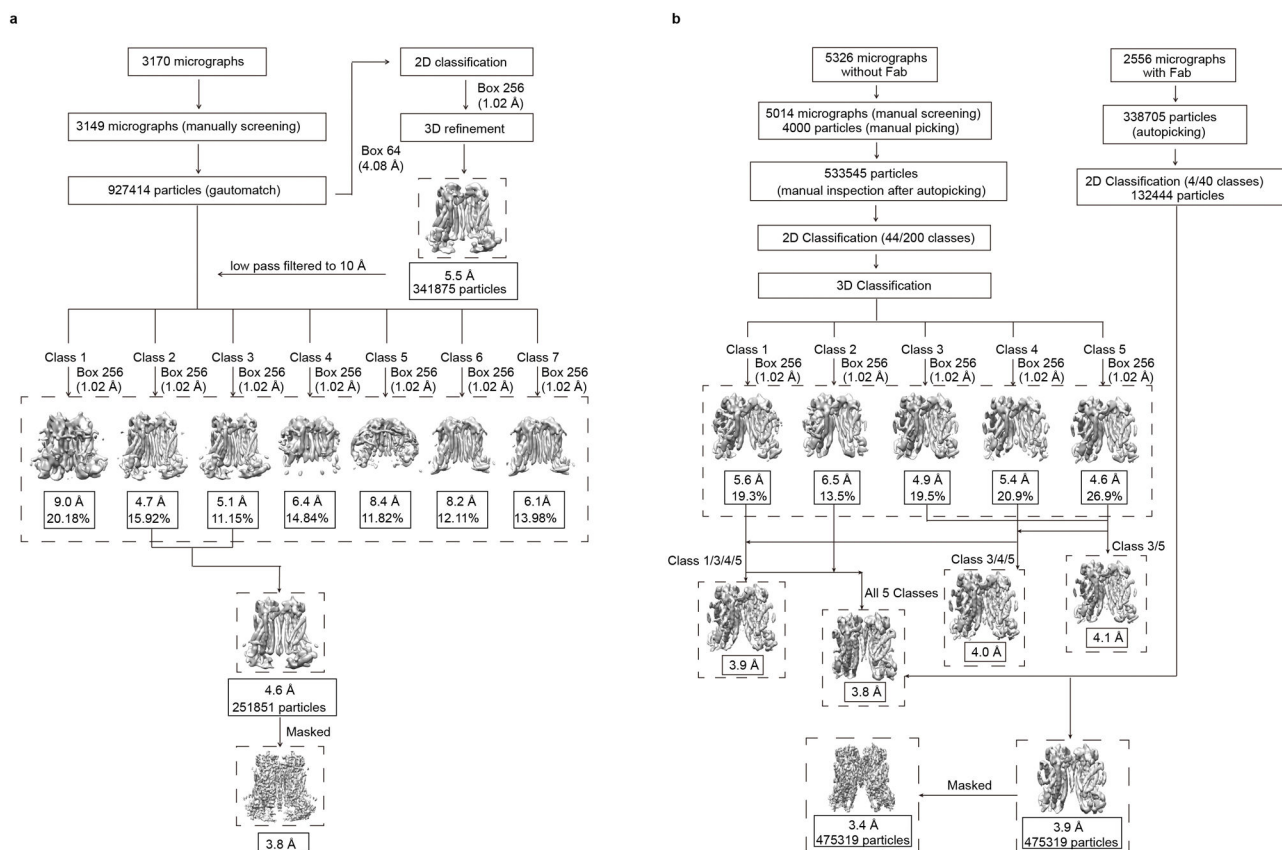 a
3170 micrographs
3149 micrographs (manually screening)
927414 particles (gautomatch)
Box 64
(4.08 Å)
2D classification
Box 256
(1.02 Å)
3D refinement
5.5 Å
341875 particles
low pass filtered to 10 Å
Class 1
Box 256
(1.02 Å)
Class 2
Box 256
(1.02 Å)
Class 3
Box 256
(1.02 Å)
Class 4
Box 256
(1.02 Å)
Class 5
Box 256
(1.02 Å)
Class 6
Box 256
(1.02 Å)
Class 7
Box 256
(1.02 Å)
9.0 Å
20.18%
4.7 Å
15.92%
5.1 Å
11.15%
6.4 Å
14.84%
8.4 Å
11.82%
8.2 Å
12.11%
6.1Å
13.98%
4.6 Å
251851 particles
Masked
3.8 Å
b
5326 micrographs
without Fab
5014 micrographs (manual screening)
4000 particles (manual picking)
533545 particles
(manual inspection after autopicking)
2D Classification (44/200 classes)
3D Classification
2556 micrographs
with Fab
338705 particles
(autopicking)
2D Classification (4/40 classes)
132444 particles
Class 1
Box 256
(1.02 Å)
Class 2
Box 256
(1.02 Å)
Class 3
Box 256
(1.02 Å)
Class 4
Box 256
(1.02 Å)
Class 5
Box 256
(1.02 Å)
5.6 Å
19.3%
6.5 Å
13.5%
4.9 Å
19.5%
5.4 Å
20.9%
4.6 Å
26.9%
Class 1/3/4/5
3.9 Å
All 5 Classes
3.8 Å
Class 3/4/5
4.0 Å
Class 3/5
4.1 Å
Masked
3.4 Å
475319 particles
3.9 Å
475319 particles